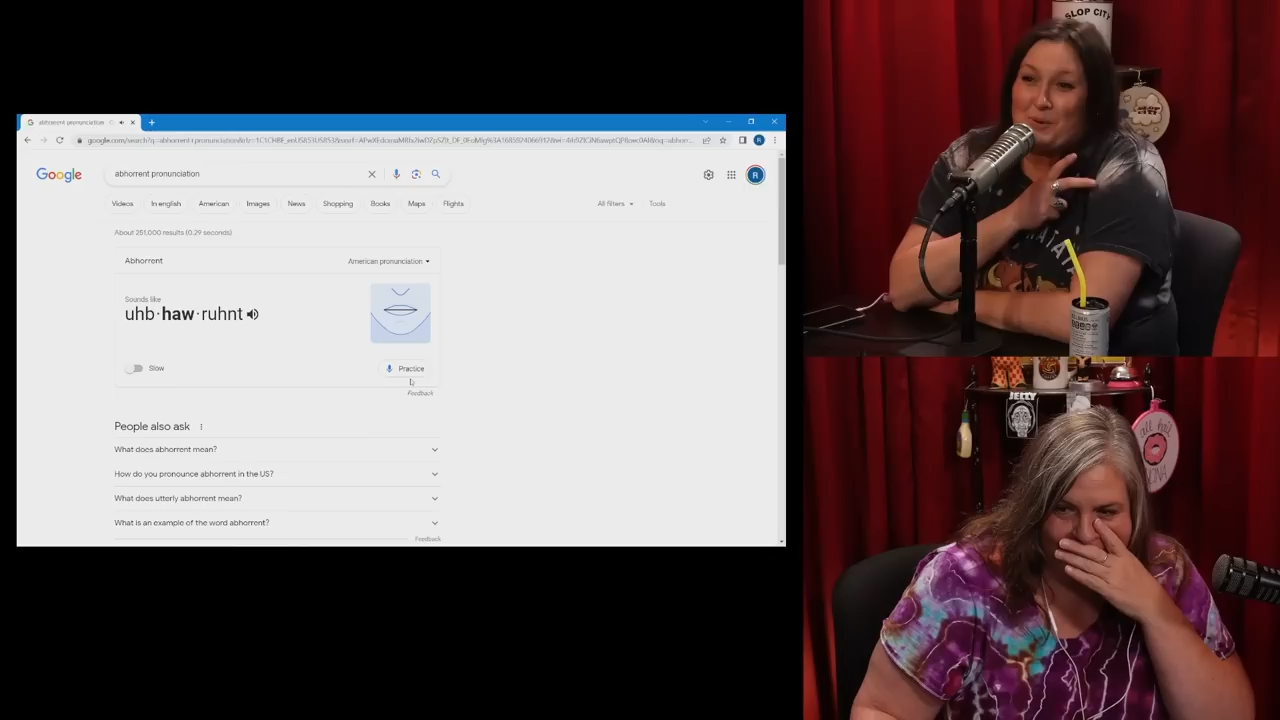 abhorrent pronunciation
Google
abhorrent pronunciation
R
Videos
In english
American
Images
News
Shopping
Books
Maps
Flights
All filters
Tools
About 251,000 results (0.29 seconds)
Abhorrent
American pronunciation
Sounds like
uhb·haw·ruhnt
Slow
Practice
Feedback
People also ask
What does abhorrent mean?
How do you pronounce abhorrent in the US?
What does utterly abhorrent mean?
What is an example of the word abhorrent?
Feedback
SLOP CITY
JELLY
all hail